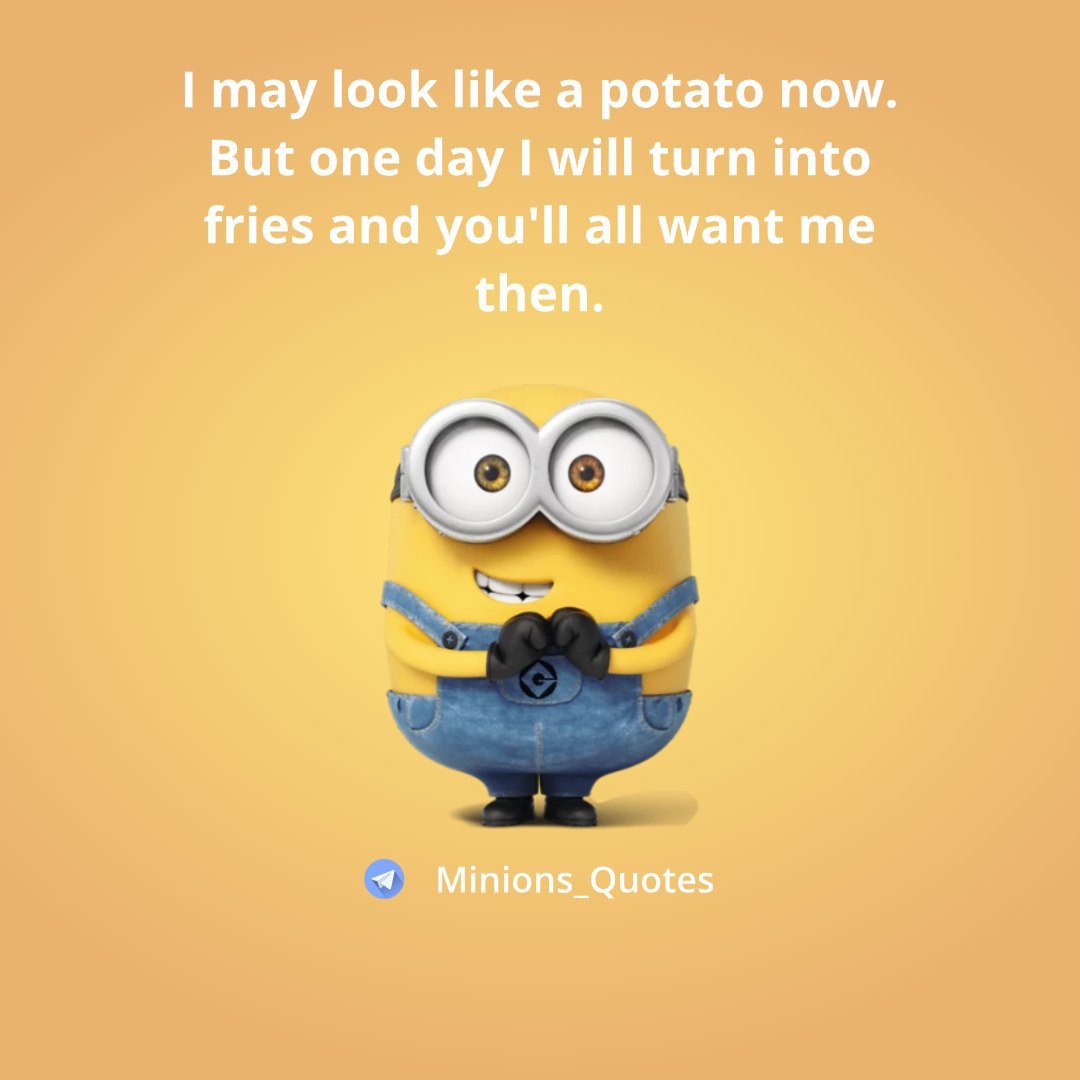 I may look like a potato now.
But one day I will turn into
fries and you'll all want me
then.
Minions_Quotes